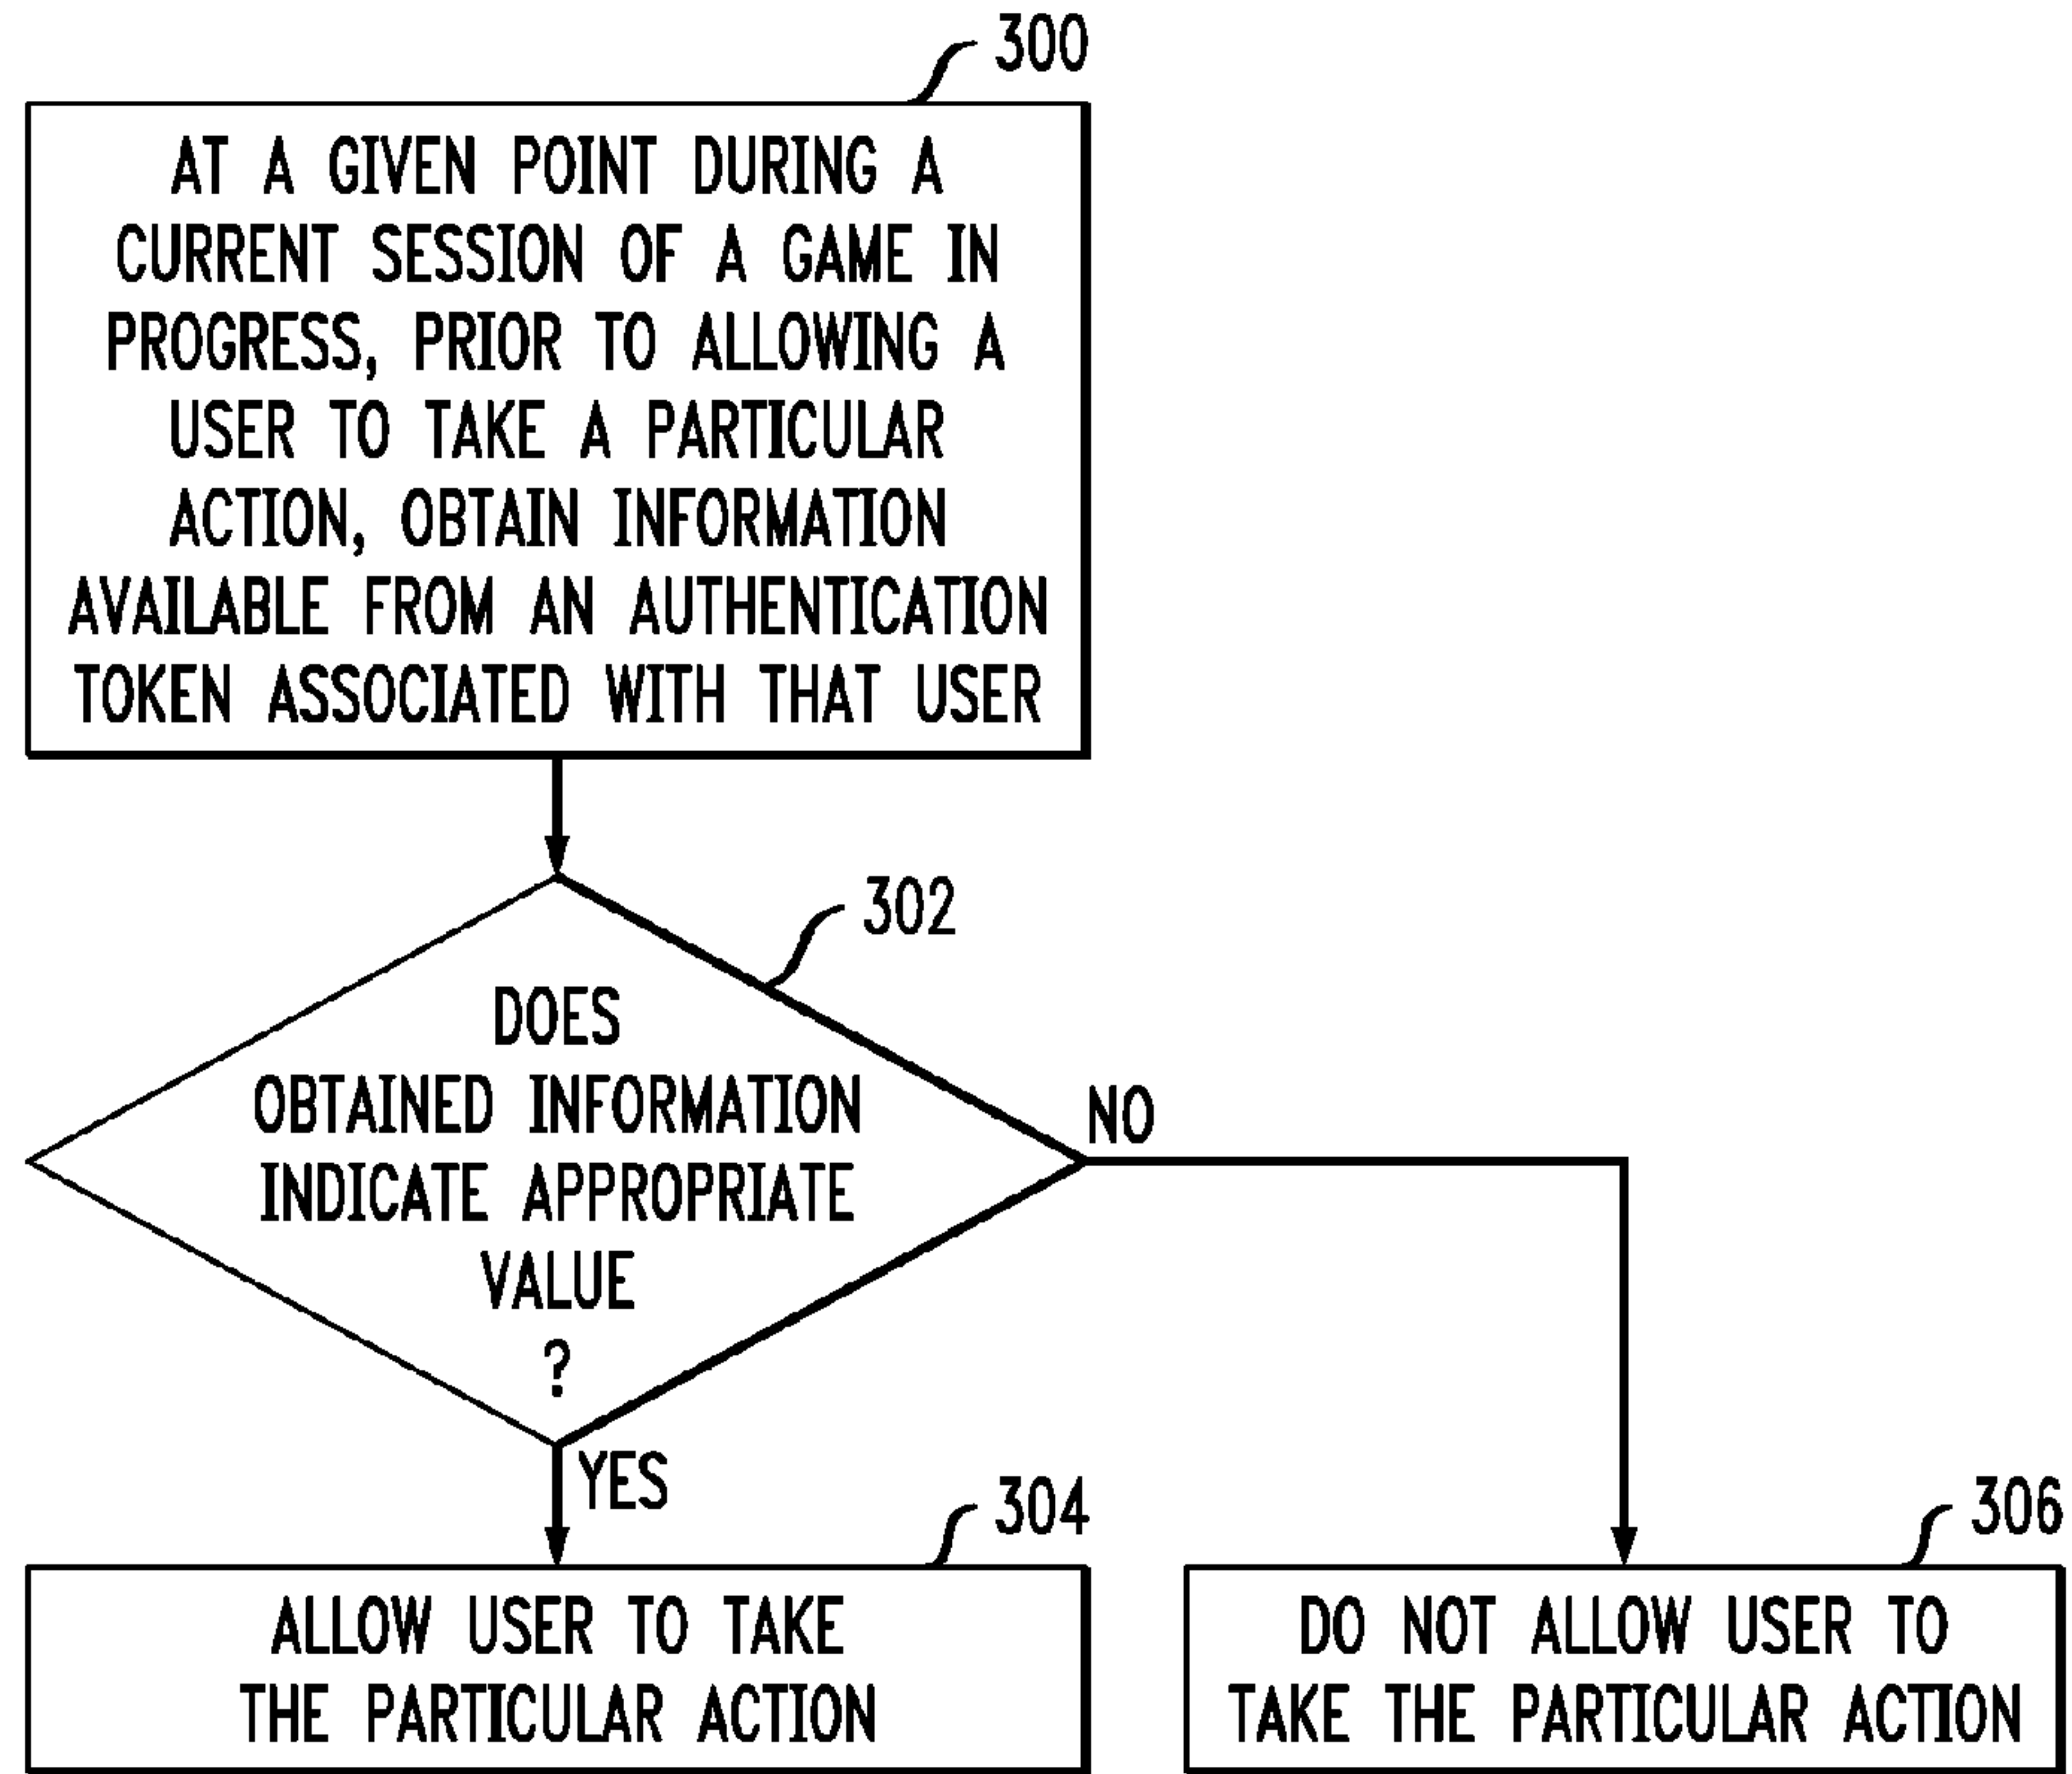 300
AT A GIVEN POINT DURING A
CURRENT SESSION OF A GAME IN
PROGRESS, PRIOR TO ALLOWING A
USER TO TAKE A PARTICULAR
ACTION, OBTAIN INFORMATION
AVAILABLE FROM AN AUTHENTICATION
TOKEN ASSOCIATED WITH THAT USER
302
DOES
OBTAINED INFORMATION
INDICATE APPROPRIATE
VALUE
?
NO
YES
304
ALLOW USER TO TAKE
THE PARTICULAR ACTION
306
DO NOT ALLOW USER TO
TAKE THE PARTICULAR ACTION